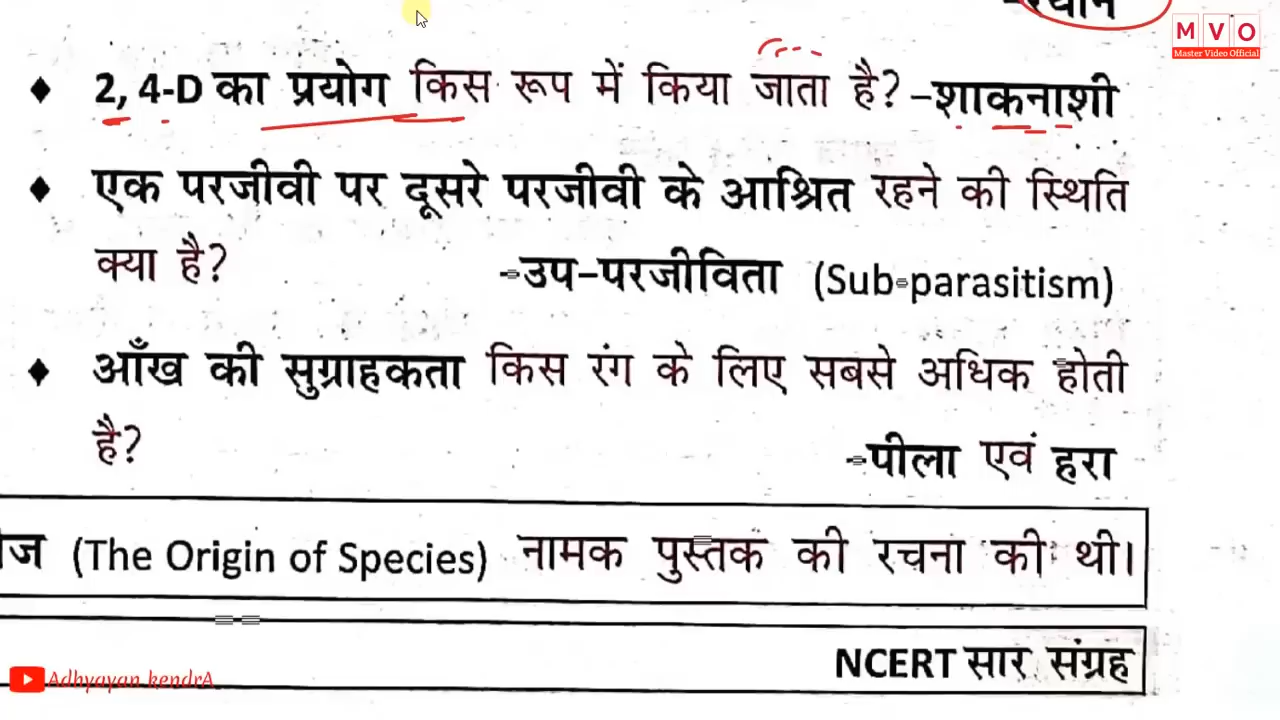 -स्थान
M V O
Master Video Official
♦ 2, 4-D का प्रयोग किस रूप में किया जाता है? –शाकनाशी
♦ एक परजीवी पर दूसरे परजीवी के आश्रित रहने की स्थिति
क्या है? -उप–परजीविता (Sub-parasitism)
♦ आँख की सुग्राहकता किस रंग के लिए सबसे अधिक होती
है? -पीला एवं हरा
(The Origin of Species) नामक पुस्तक की रचना की थी।
NCERT सार संग्रह
Adhyayan kendrA